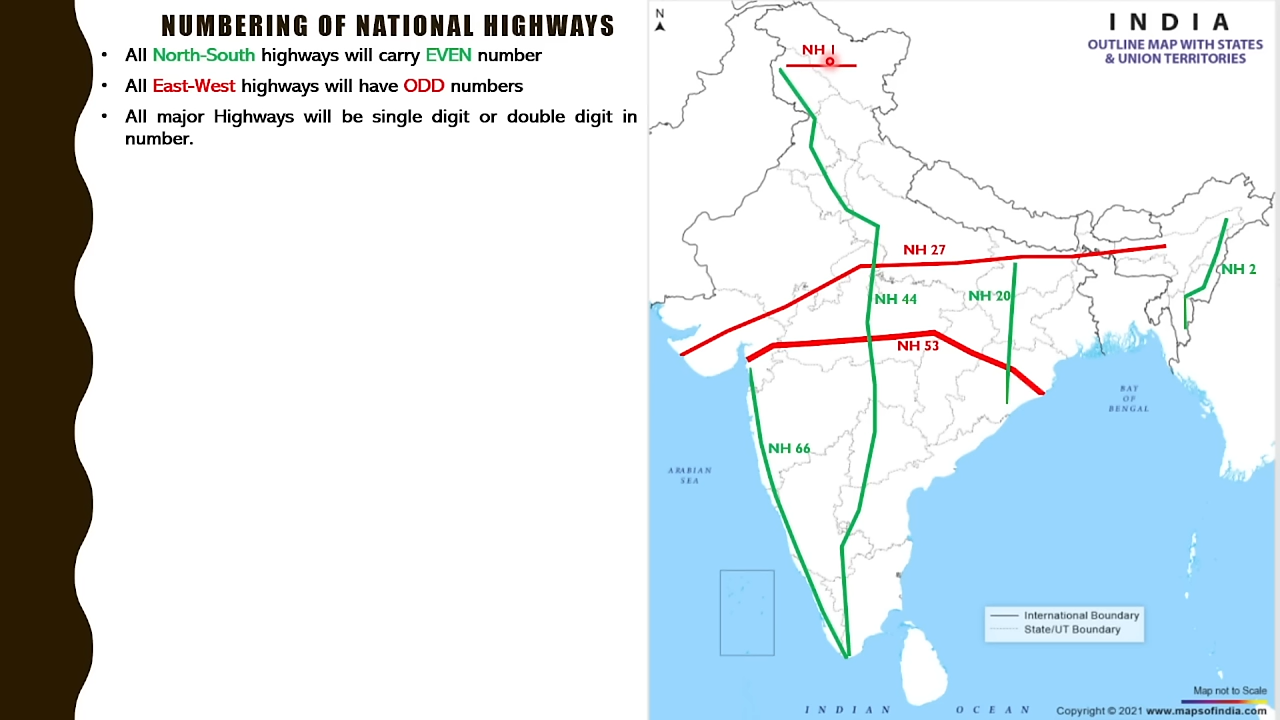 NUMBERING OF NATIONAL HIGHWAYS
• All North-South highways will carry EVEN number
• All East-West highways will have ODD numbers
• All major Highways will be single digit or double digit in
number.
N
INDIA
OUTLINE MAP WITH STATES
& UNION TERRITORIES
NH 1
NH 27
NH 2
NH 44
NH 20
NH 53
BAY
OF
BENGAL
NH 66
ARABIAN
SEA
International Boundary
State/UT Boundary
Map not to Scale
INDIAN OCEAN
Copyright © 2021 www.mapsofindia.com